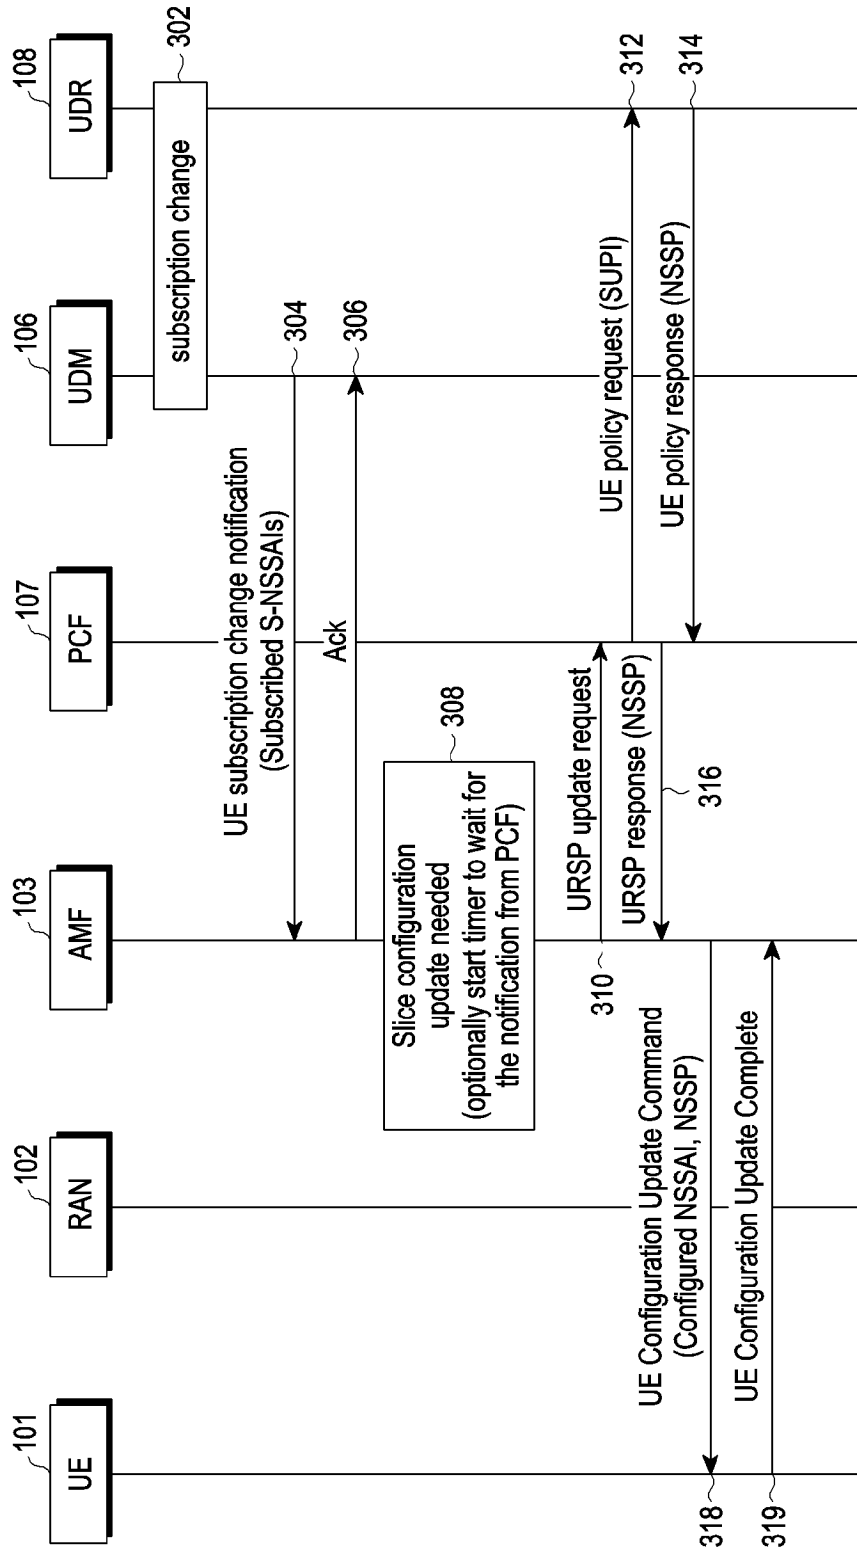 101
UE
102
RAN
103
AMF
107
PCF
106
UDM
108
UDR
subscription change
302
UE subscription change notification
(Subscribed S-NSSAIs)
304
Ack
306
Slice configuration
update needed
(optionally start timer to wait for
the notification from PCF)
308
310
URSP update request
UE policy request (SUPI)
312
URSP response (NSSP)
316
UE policy response (NSSP)
314
UE Configuration Update Command
(Configured NSSAI, NSSP)
318
UE Configuration Update Complete
319